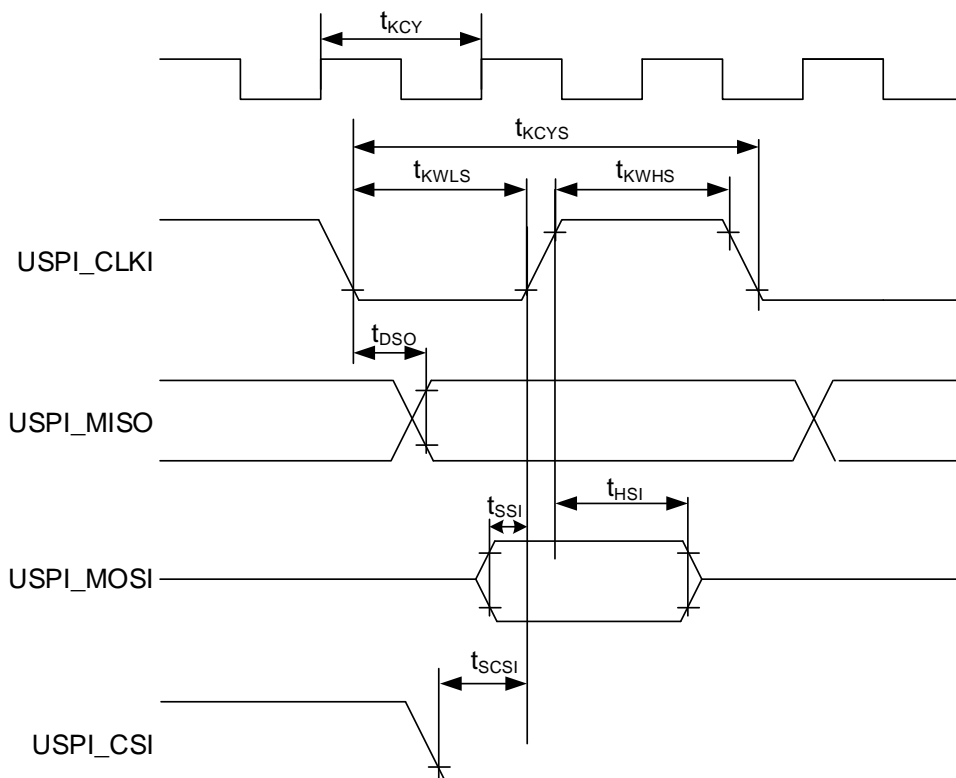 tKCY
tKCYS
tKWLS
tKWHS
USPI_CLKI
tDSO
USPI_MISO
tSSI
tHSI
USPI_MOSI
tSCSI
USPI_CSI